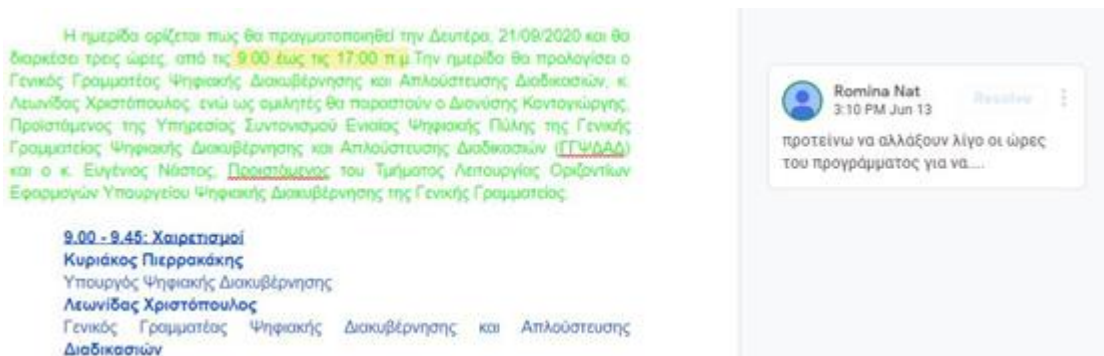 Η ημερίδα ορίζεται πως θα πραγματοποιηθεί την Δευτέρα, 21/09/2020 και θα
διαρκέσει τρεις ώρες, από τις 9:00 έως τις 17:00 π.μ Την ημερίδα θα προλογίσει ο
Γενικός Γραμματέας Ψηφιακής Διακυβέρνησης και Απλούστευσης Διαδικασιών, κ.
Λεωνίδας Χριστόπουλος, ενώ ως ομιλητές θα παραστούν ο Διονύσης Κοντογιώργης,
Προϊστάμενος της Υπηρεσίας Συντονισμού Ενιαίας Ψηφιακής Πύλης της Γενικής
Γραμματείας Ψηφιακής Διακυβέρνησης και Απλούστευσης Διαδικασιών (ΓΓΨΔΑΔ)
και ο κ. Ευγένιος Νάστος, Προιστάμενος του Τμήματος Λειτουργίας Οριζοντίων
Εφαρμογών Υπουργείου Ψηφιακής Διακυβέρνησης της Γενικής Γραμματείας.
9.00 - 9.45: Χαιρετισμοί
Κυριάκος Πιερρακάκης
Υπουργός Ψηφιακής Διακυβέρνησης
Λεωνίδας Χριστόπουλος
Γενικός Γραμματέας Ψηφιακής Διακυβέρνησης και Απλούστευσης
Διαδικασιών
Romina Nat
Resolve
3:10 PM Jun 13
προτείνω να αλλάξουν λίγο οι ώρες
του προγράμματος για να....